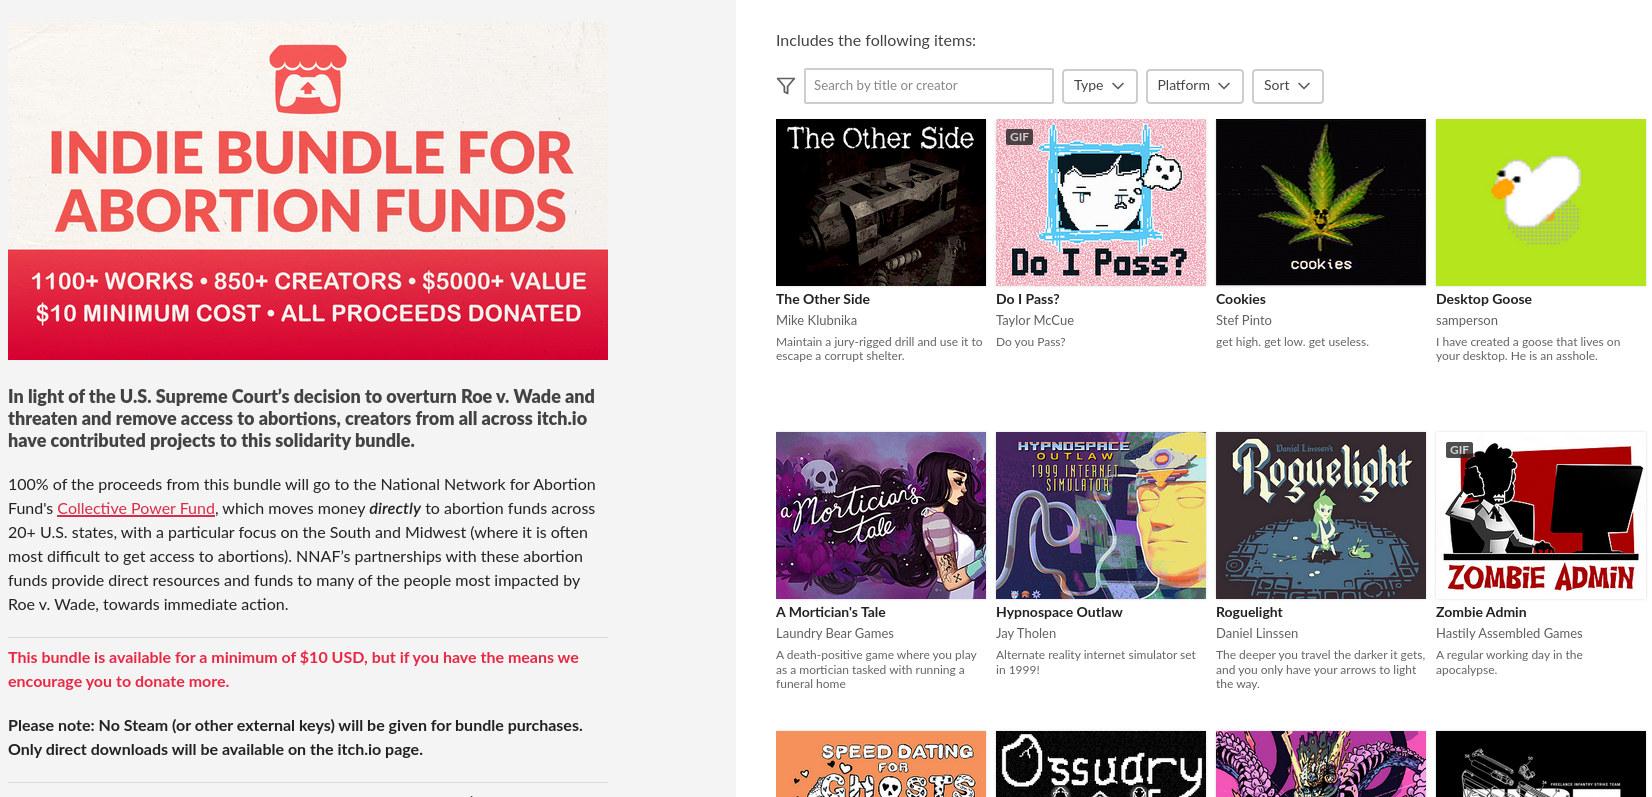 INDIE BUNDLE FOR
ABORTION FUNDS
1100+ WORKS • 850+ CREATORS • $5000+ VALUE
$10 MINIMUM COST • ALL PROCEEDS DONATED
In light of the U.S. Supreme Court's decision to overturn Roe v. Wade and
threaten and remove access to abortions, creators from all across itch.io
have contributed projects to this solidarity bundle.
100% of the proceeds from this bundle will go to the National Network for Abortion
Fund's Collective Power Fund, which moves money directly to abortion funds across
20+ U.S. states, with a particular focus on the South and Midwest (where it is often
most difficult to get access to abortions). NNAF's partnerships with these abortion
funds provide direct resources and funds to many of the people most impacted by
Roe v. Wade, towards immediate action.
This bundle is available for a minimum of $10 USD, but if you have the means we
encourage you to donate more.
Please note: No Steam (or other external keys) will be given for bundle purchases.
Only direct downloads will be available on the itch.io page.
Includes the following items:
Search by title or creator
Type
Platform
Sort
The Other Side
The Other Side
Mike Klubnika
Maintain a jury-rigged drill and use it to
escape a corrupt shelter.
GIF
Do I Pass?
Do I Pass?
Taylor McCue
Do you Pass?
cookies
Cookies
Stef Pinto
get high. get low. get useless.
Desktop Goose
samperson
I have created a goose that lives on
your desktop. He is an asshole.
a Mortician's
tale
A Mortician's Tale
Laundry Bear Games
A death-positive game where you play
as a mortician tasked with running a
funeral home
HYPNOSPACE
OUTLAW
1999 INTERNET
SIMULATOR
Hypnospace Outlaw
Jay Tholen
Alternate reality internet simulator set
in 1999!
Daniel Linssen's
Roguelight
Roguelight
Daniel Linssen
The deeper you travel the darker it gets,
and you only have your arrows to light
the way.
GIF
ZOMBIE ADMIN
Zombie Admin
Hastily Assembled Games
A regular working day in the
apocalypse.
SPEED DATING
FOR
GHOSTS
Ossuary
FREELANCE INFANTRY STRIKE TEAM